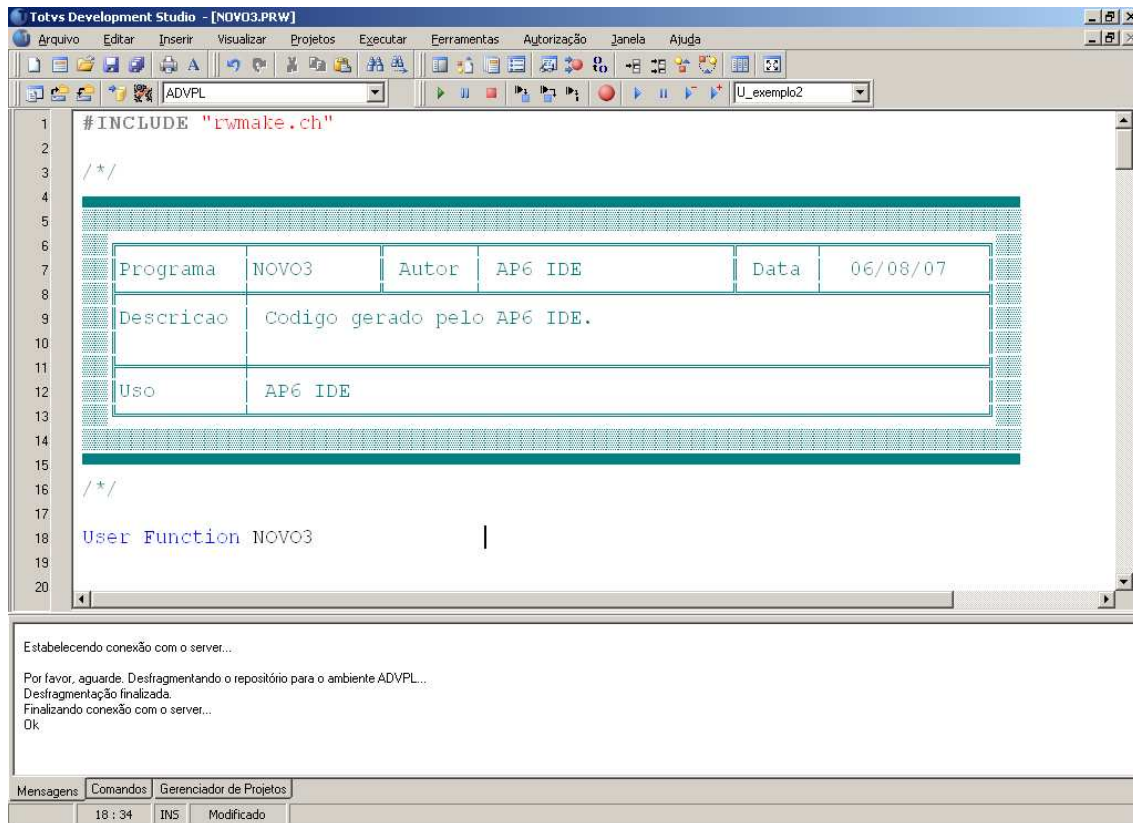 Totvs Development Studio - [NOVO3.PRW]
Arquivo Editar Inserir Visualizar Projetos Executar Ferramentas Autorização Janela Ajuda
ADVPL U_exemplo2
1 #INCLUDE "rwmake.ch"
2
3 /*/
4
5
6
7 Programa NOVO3 Autor AP6 IDE Data 06/08/07
8
9 Descricao Codigo gerado pelo AP6 IDE.
10
11
12 Uso AP6 IDE
13
14
15
16 /*/
17
18 User Function NOVO3
19
20
Estabelecendo conexão com o server...
Por favor, aguarde. Desfragmentando o repositório para o ambiente ADVPL...
Desfragmentação finalizada.
Finalizando conexão com o server...
Ok
Mensagens Comandos Gerenciador de Projetos
18 : 34 INS Modificado